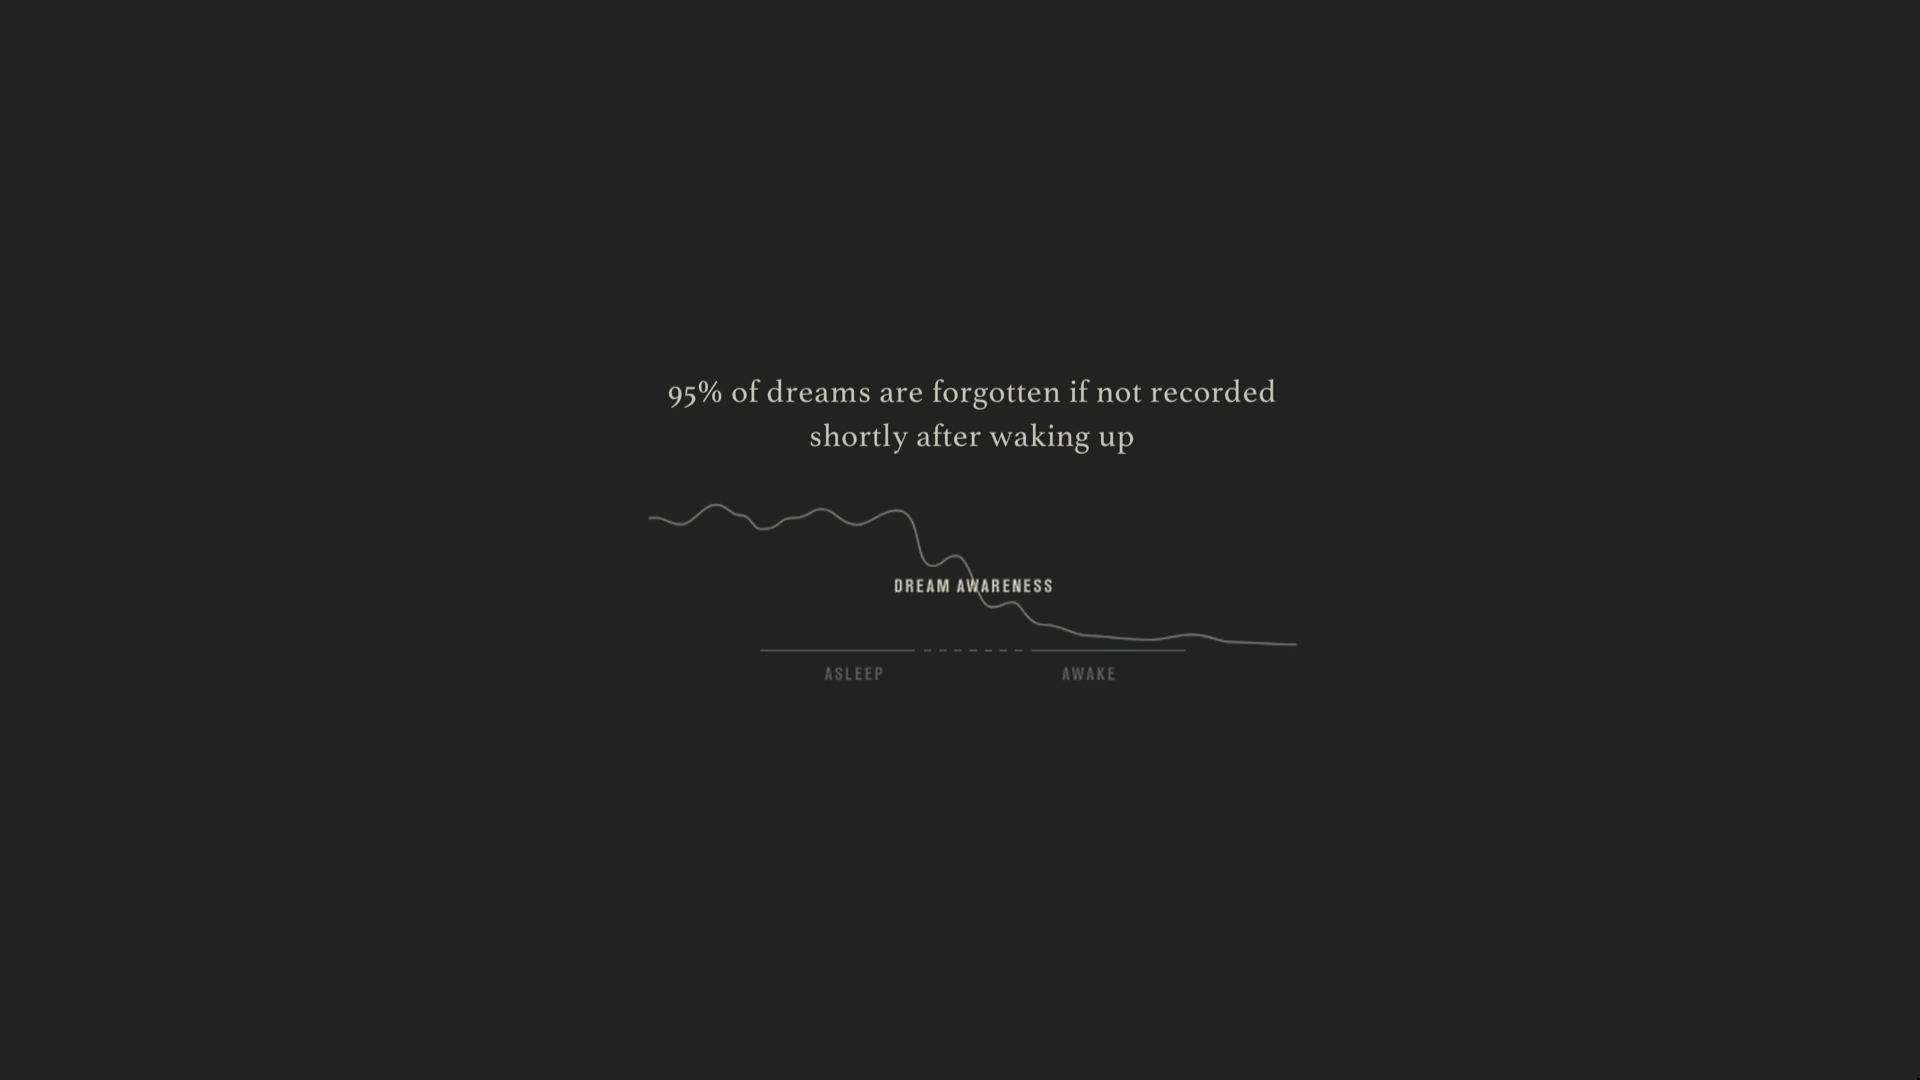 95% of dreams are forgotten if not recorded
shortly after waking up
DREAM AWARENESS
ASLEEP
AWAKE